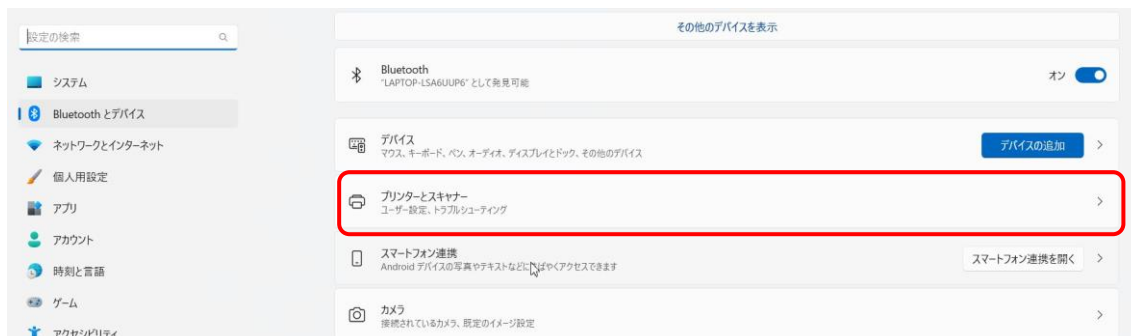 設定の検索
システム
Bluetooth とデバイス
ネットワークとインターネット
個人用設定
アプリ
アカウント
時刻と言語
ゲーム
アクセシビリティ
その他のデバイスを表示
Bluetooth
"LAPTOP-LSA6UUP6" として発見可能
オン
デバイス
マウス、キーボード、ペン、オーディオ、ディスプレイとドック、その他のデバイス
デバイスの追加
プリンターとスキャナー
ユーザー設定、トラブルシューティング
スマートフォン連携
Android デバイスの写真やテキストなどにすばやくアクセスできます
スマートフォン連携を開く
カメラ
接続されているカメラ、既定のイメージ設定